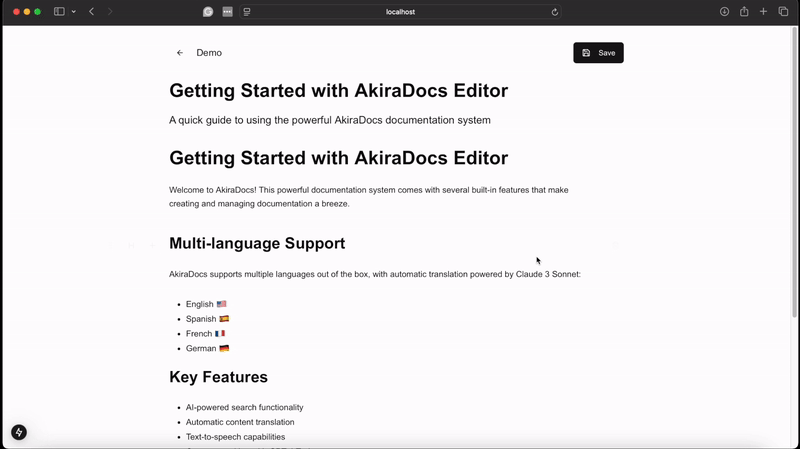 localhost
Demo
Save
Getting Started with AkiraDocs Editor
A quick guide to using the powerful AkiraDocs documentation system
Getting Started with AkiraDocs Editor
Welcome to AkiraDocs! This powerful documentation system comes with several built-in features that make
creating and managing documentation a breeze.
Multi-language Support
AkiraDocs supports multiple languages out of the box, with automatic translation powered by Claude 3 Sonnet:
English 🇺🇸
Spanish 🇪🇸
French 🇫🇷
German 🇩🇪
Key Features
AI-powered search functionality
Automatic content translation
Text-to-speech capabilities